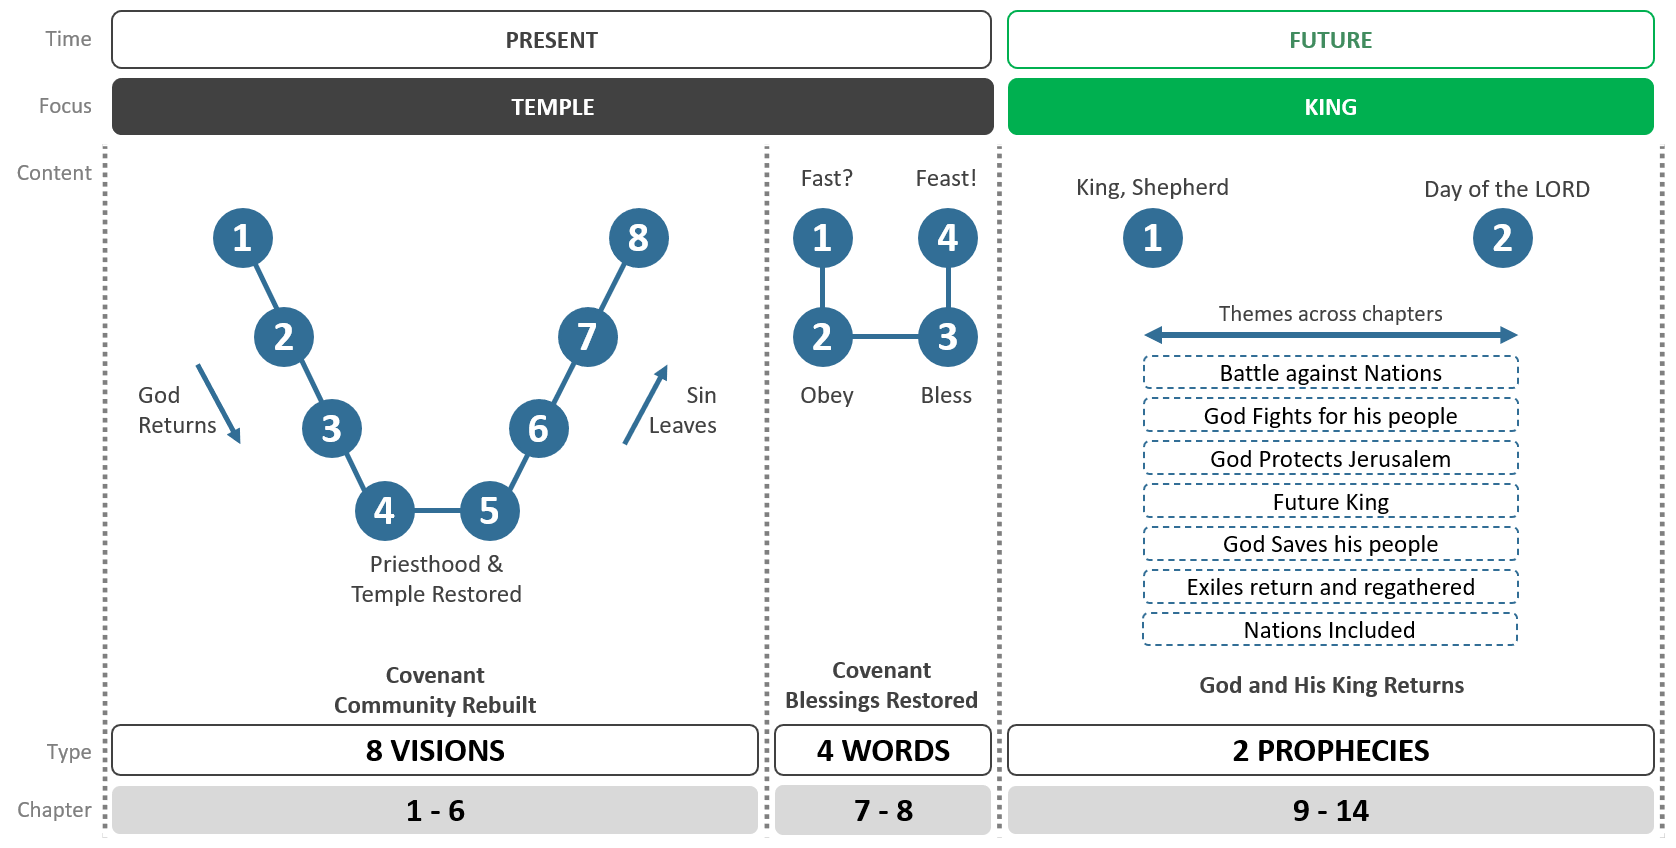 Time
PRESENT
FUTURE
Focus
TEMPLE
KING
Content
1
2
3
4
5
6
7
8
God
Returns
Sin
Leaves
Priesthood &
Temple Restored
Covenant
Community Rebuilt
Fast?
Feast!
1
4
2
3
Obey
Bless
Covenant
Blessings Restored
King, Shepherd
Day of the LORD
1
2
Themes across chapters
Battle against Nations
God Fights for his people
God Protects Jerusalem
Future King
God Saves his people
Exiles return and regathered
Nations Included
God and His King Returns
Type
8 VISIONS
4 WORDS
2 PROPHECIES
Chapter
1 - 6
7 - 8
9 - 14